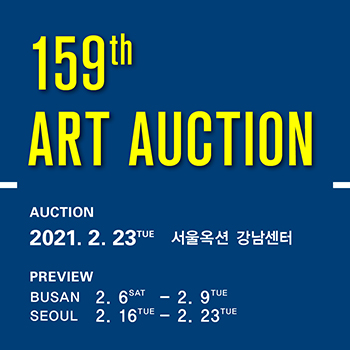 159th
ART AUCTION
AUCTION
2021. 2. 23TUE 서울옥션 강남센터
PREVIEW
BUSAN 2. 6SAT – 2. 9TUE
SEOUL 2. 16TUE – 2. 23TUE